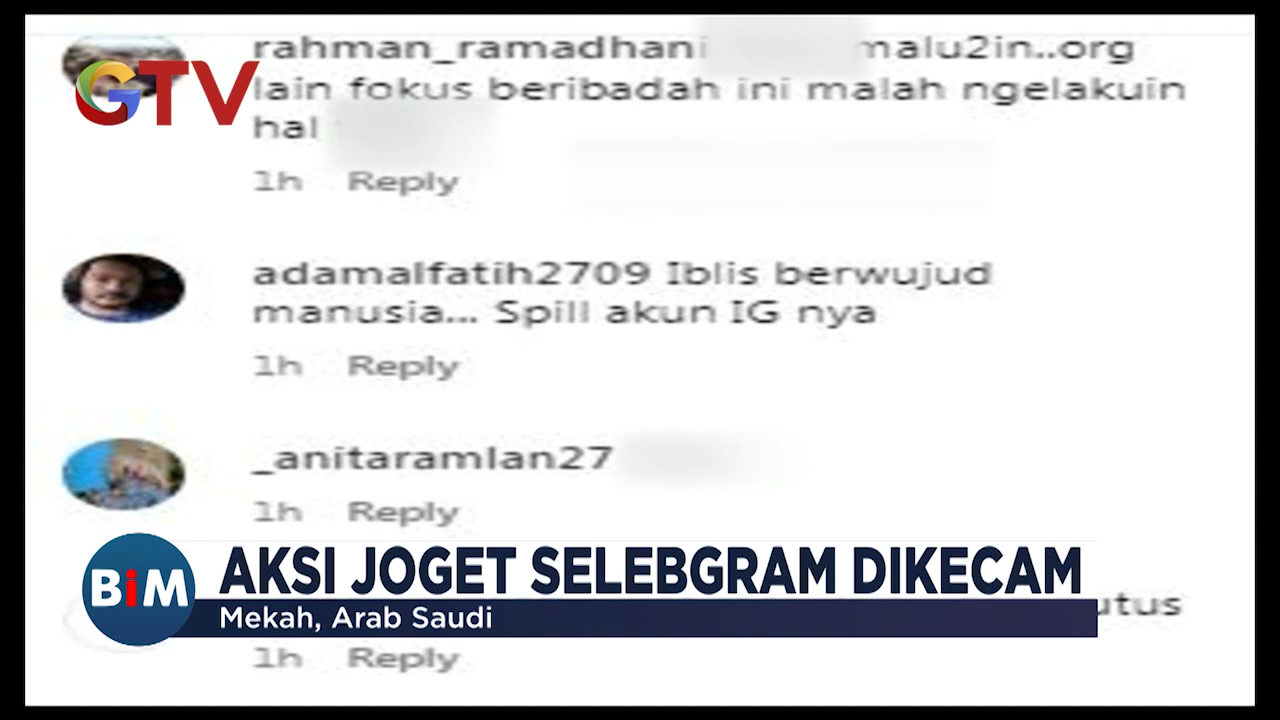 rahman_ramadhani malu2in..org
lain fokus beribadah ini malah ngelakuin
hal
1h Reply
GTV
adamalfatih2709 Iblis berwujud
manusia... Spill akun IG nya
1h Reply
_anitaramlan27
1h Reply
BiM
AKSI JOGET SELEBGRAM DIKECAM
Mekah, Arab Saudi
1h Reply